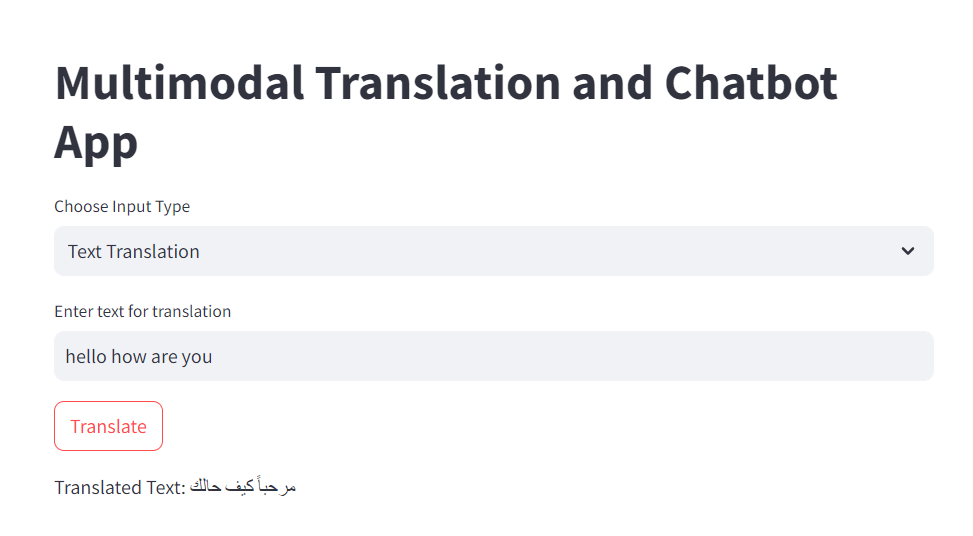 Multimodal Translation and Chatbot
App
Choose Input Type
Text Translation
Enter text for translation
hello how are you
Translate
Translated Text: مرحباً كيف حالك